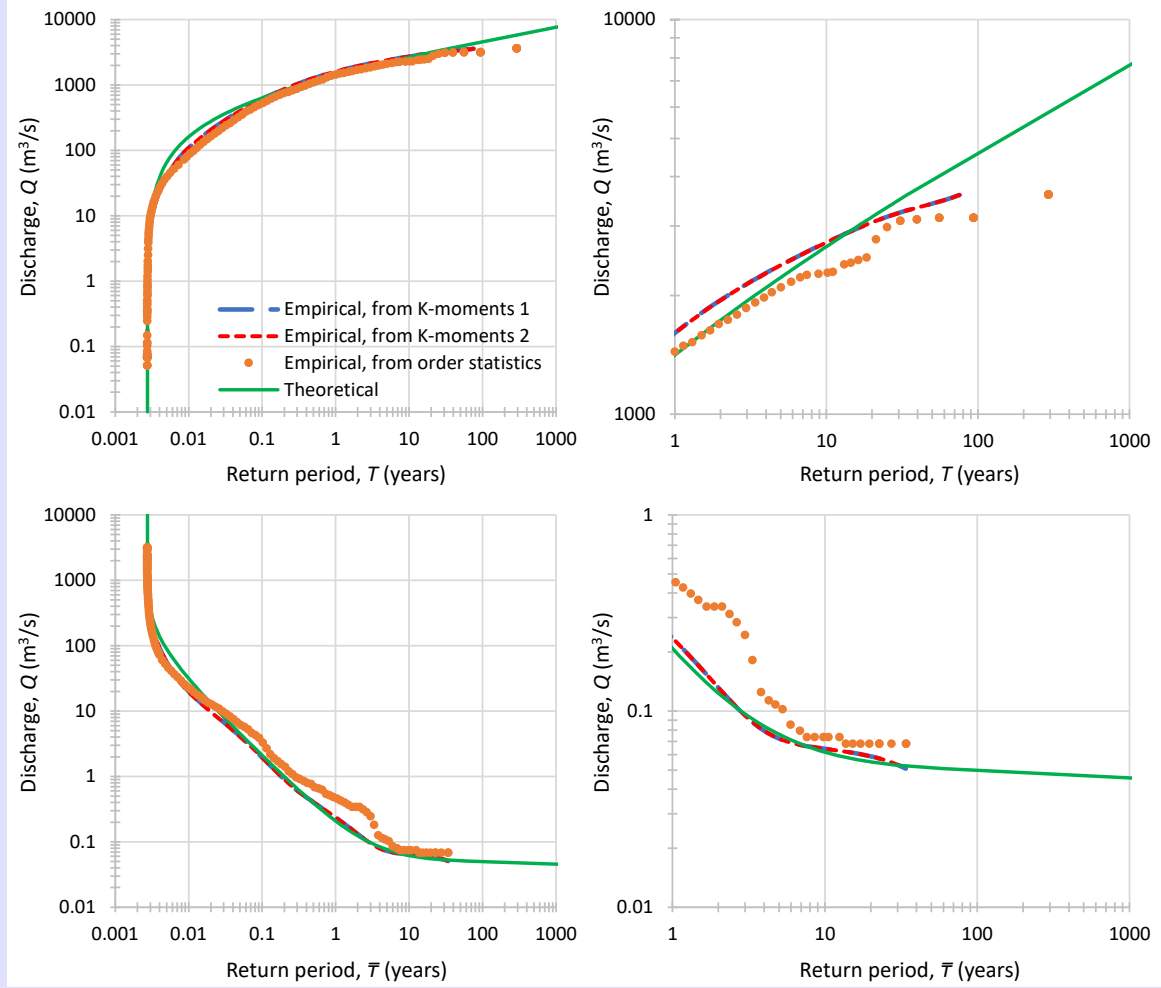 10000
1000
100
10
1
0.1
0.01
Discharge, Q (m³/s)
Empirical, from K-moments 1
Empirical, from K-moments 2
Empirical, from order statistics
Theoretical
0.001 0.01 0.1 1 10 100 1000
Return period, T (years)
10000
1000
Discharge, Q (m³/s)
1 10 100 1000
Return period, T (years)
10000
1000
100
10
1
0.1
0.01
Discharge, Q (m³/s)
0.001 0.01 0.1 1 10 100 1000
Return period, T̅ (years)
1
0.1
0.01
Discharge, Q (m³/s)
1 10 100 1000
Return period, T̅ (years)